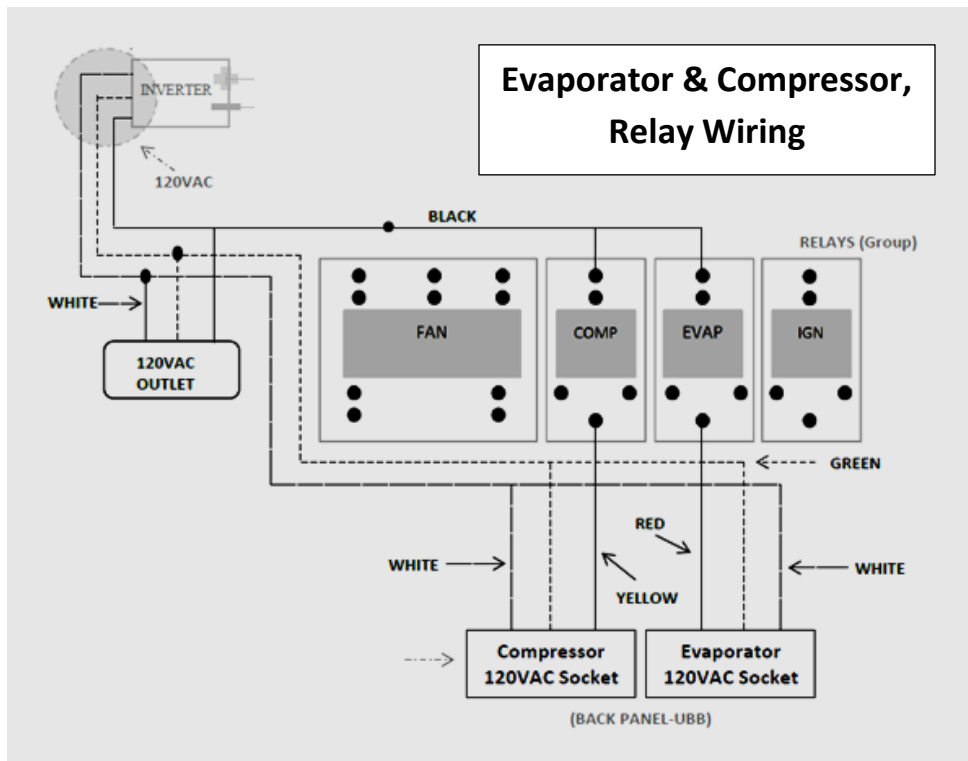 Evaporator & Compressor,
Relay Wiring
INVERTER
120VAC
BLACK
RELAYS (Group)
WHITE
FAN
COMP
EVAP
IGN
120VAC
OUTLET
GREEN
RED
WHITE
WHITE
YELLOW
Compressor
120VAC Socket
Evaporator
120VAC Socket
(BACK PANEL-UBB)